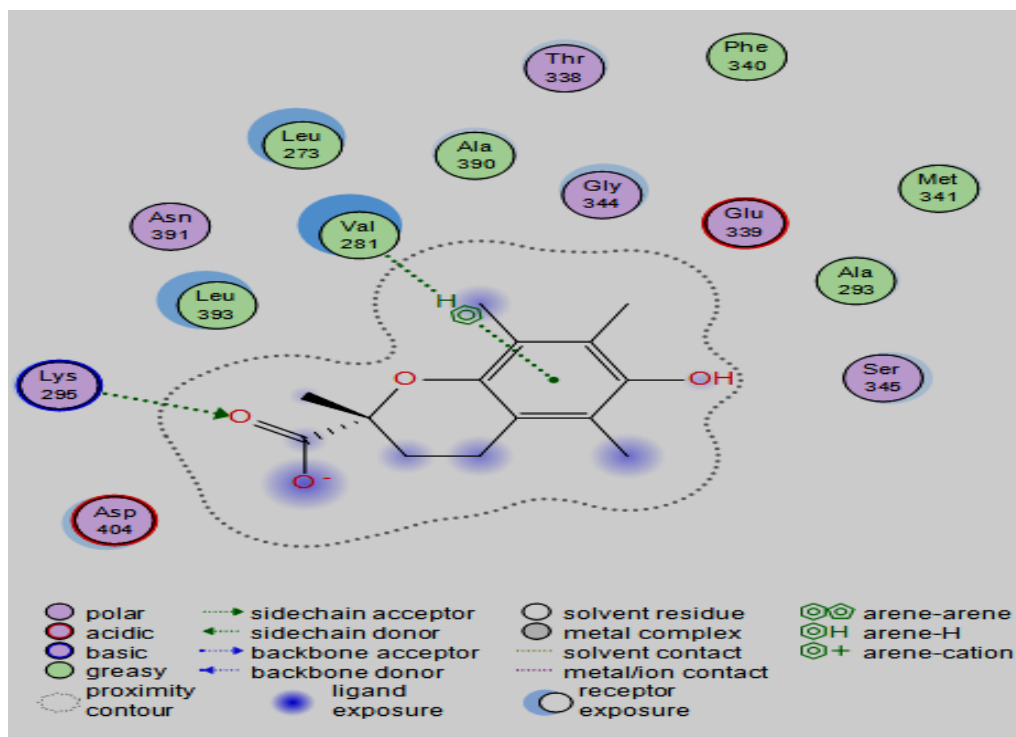 Thr
338
Phe
340
Leu
273
Ala
390
Gly
344
Met
341
Asn
391
Val
281
Glu
339
Ala
293
Leu
393
H
Lys
295
O
O
OH
Ser
345
O-
Asp
404
polar
sidechain acceptor
solvent residue
arene-arene
acidic
sidechain donor
metal complex
H arene-H
basic
backbone acceptor
solvent contact
+ arene-cation
greasy
backbone donor
metal/ion contact
proximity
contour
ligand
exposure
receptor
exposure